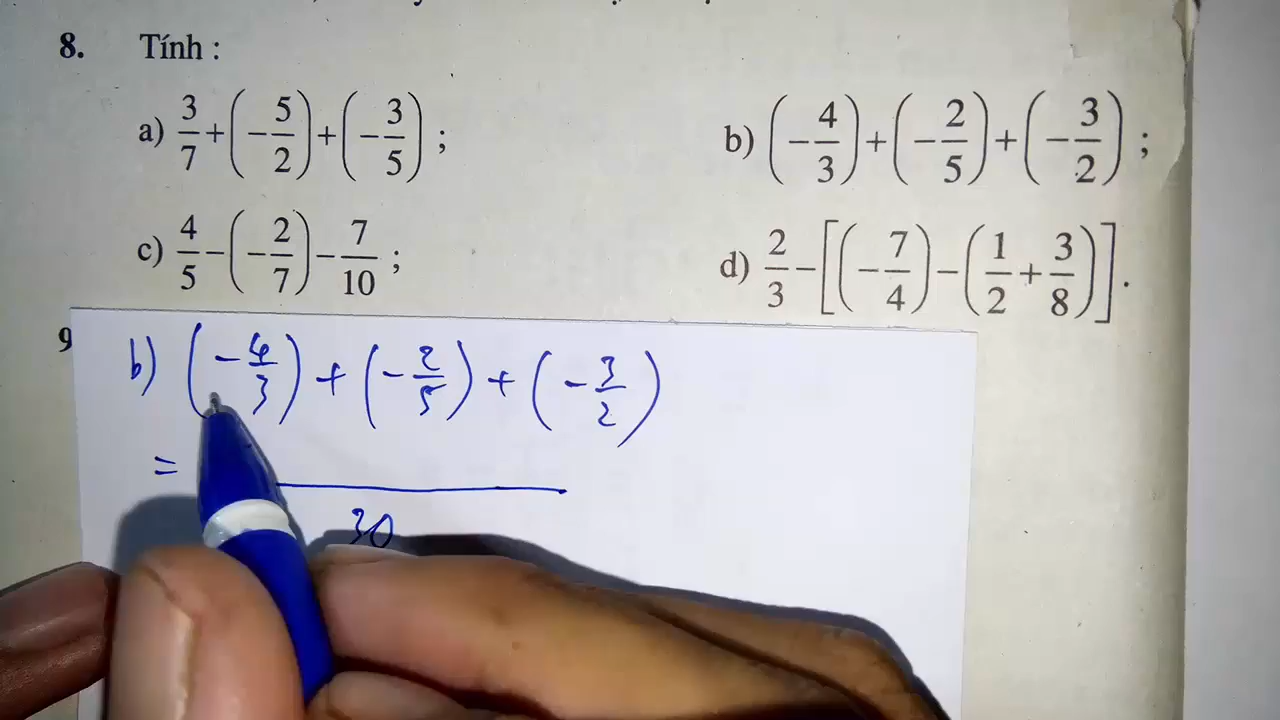 8. Tính :
a) 3/7 + (-5/2) + (-3/5) ; b) (-4/3) + (-2/5) + (-3/2) ;
c) 4/5 - (-2/7) - 7/10 ; d) 2/3 - [(-7/4) - (1/2 + 3/8)].
9
b) (-4/3) + (-2/5) + (-3/2)
=
30